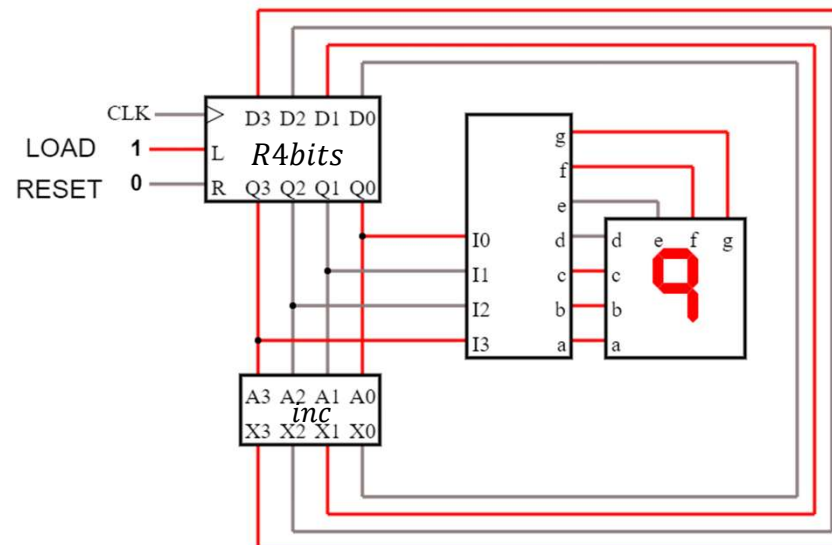 CLK
D3 D2 D1 D0
LOAD 1 L
R4bits
RESET 0 R
Q3 Q2 Q1 Q0
g
f
e
d
c
b
a
I0
I1
I2
I3
d e f g
c
b
a
9
A3 A2 A1 A0
inc
X3 X2 X1 X0